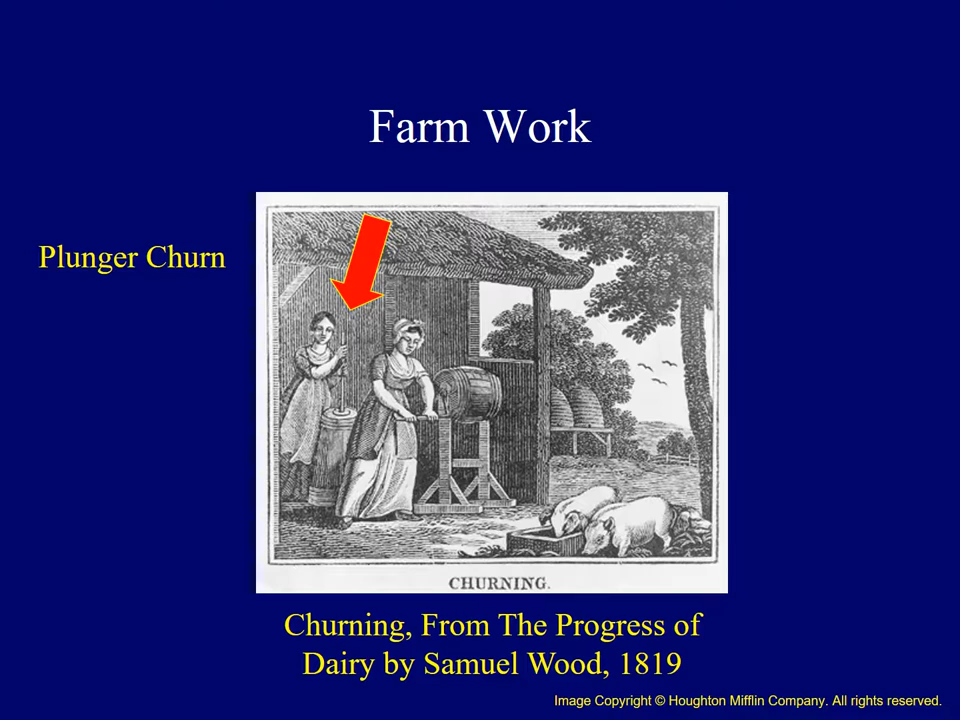 Farm Work
Plunger Churn
CHURNING.
Churning, From The Progress of
Dairy by Samuel Wood, 1819
Image Copyright © Houghton Mifflin Company. All rights reserved.